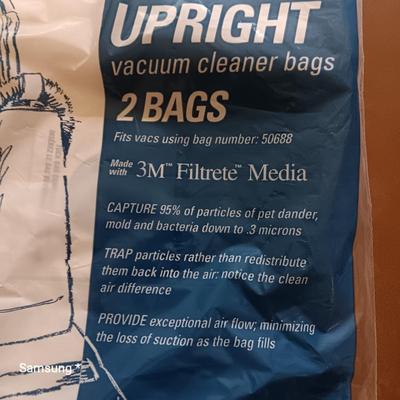 UPRIGHT
vacuum cleaner bags
2 BAGS
Fits vacs using bag number: 50688
Made with 3M™ Filtrete™ Media
CAPTURE 95% of particles of pet dander,
mold and bacteria down to .3 microns
TRAP particles rather than redistribute
them back into the air: notice the clean
air difference
PROVIDE exceptional air flow; minimizing
the loss of suction as the bag fills
Samsung *